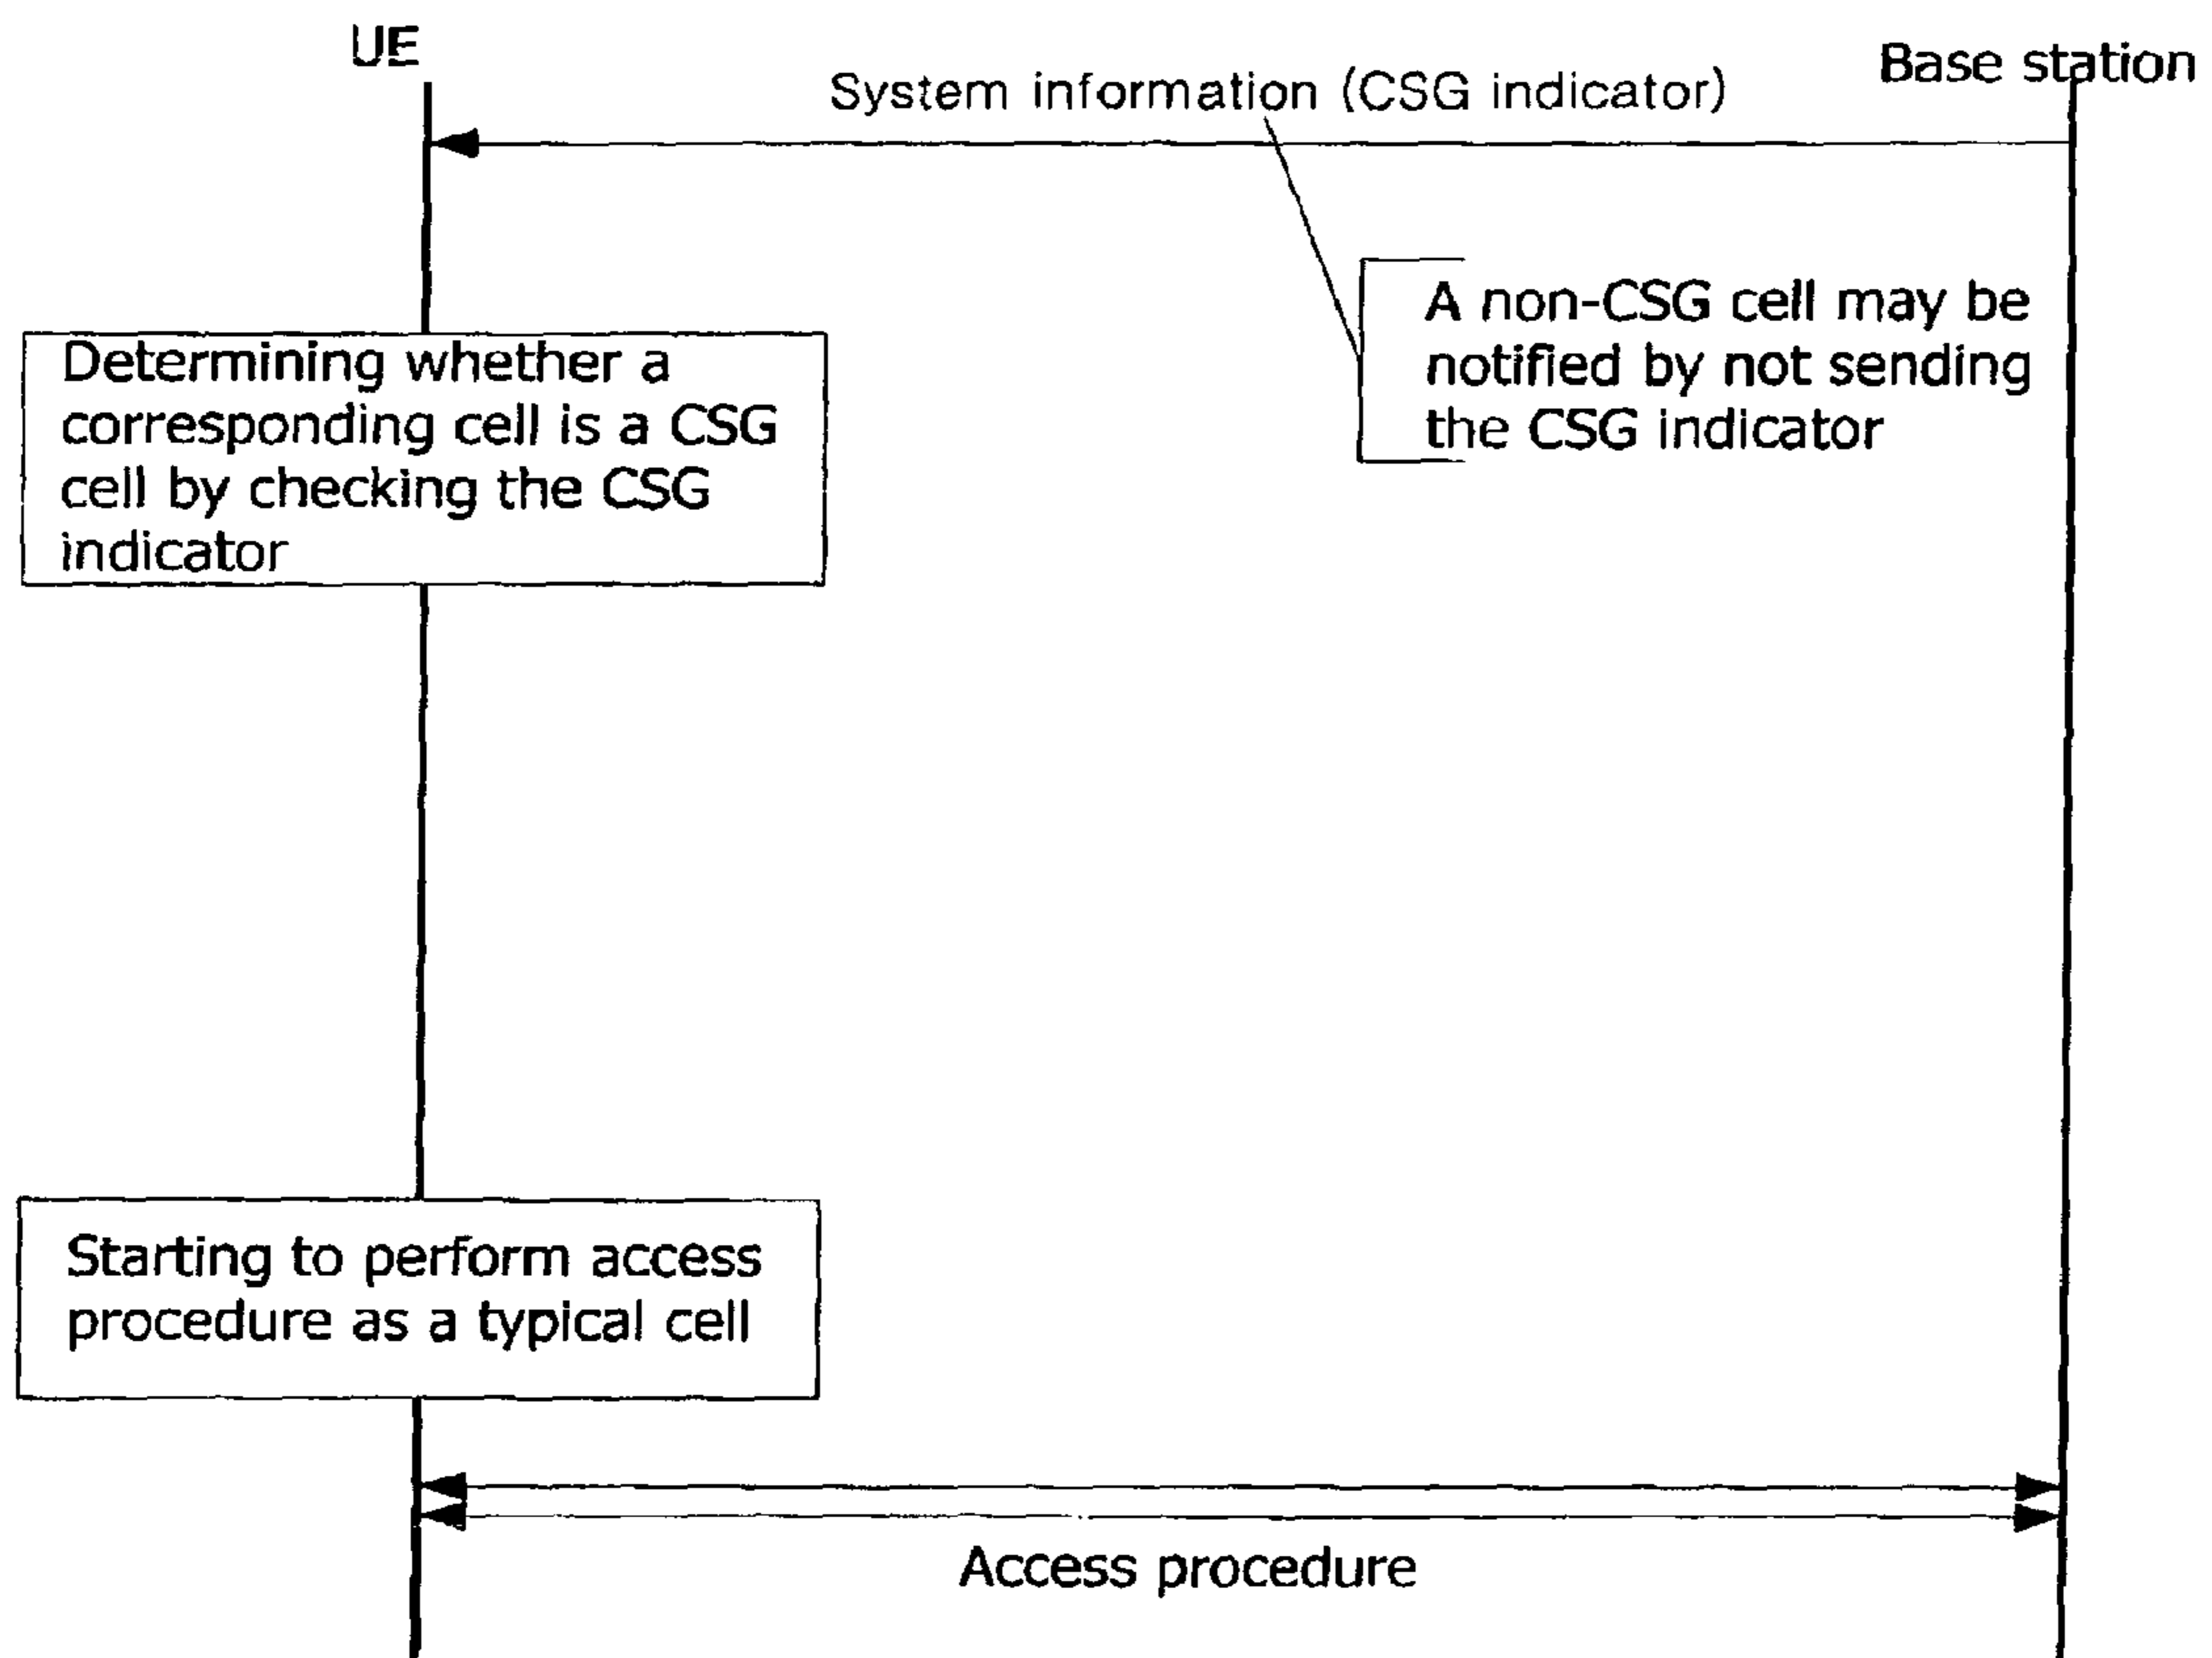 UE
Base station
System information (CSG indicator)
A non-CSG cell may be
notified by not sending
the CSG indicator
Determining whether a
corresponding cell is a CSG
cell by checking the CSG
indicator
Starting to perform access
procedure as a typical cell
Access procedure